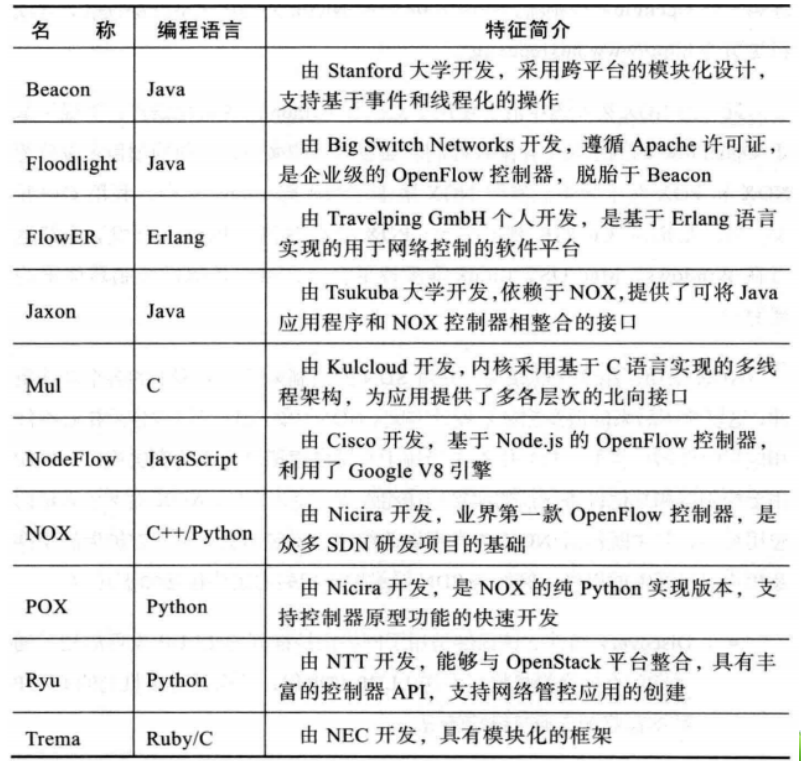 名 称 编程语言 特征简介
Beacon Java 由 Stanford 大学开发，采用跨平台的模块化设计，
支持基于事件和线程化的操作
Floodlight Java 由 Big Switch Networks 开发，遵循 Apache 许可证，
是企业级的 OpenFlow 控制器，脱胎于 Beacon
FlowER Erlang 由 Travelping GmbH 个人开发，是基于 Erlang 语言
实现的用于网络控制的软件平台
Jaxon Java 由 Tsukuba 大学开发，依赖于 NOX，提供了可将 Java
应用程序和 NOX 控制器相整合的接口
Mul C 由 Kulcloud 开发，内核采用基于 C 语言实现的多线
程架构，为应用提供了多各层次的北向接口
NodeFlow JavaScript 由 Cisco 开发，基于 Node.js 的 OpenFlow 控制器，
利用了 Google V8 引擎
NOX C++/Python 由 Nicira 开发，业界第一款 OpenFlow 控制器，是
众多 SDN 研发项目的基础
POX Python 由 Nicira 开发，是 NOX 的纯 Python 实现版本，支
持控制器原型功能的快速开发
Ryu Python 由 NTT 开发，能够与 OpenStack 平台整合，具有丰
富的控制器 API，支持网络管控应用的创建
Trema Ruby/C 由 NEC 开发，具有模块化的框架